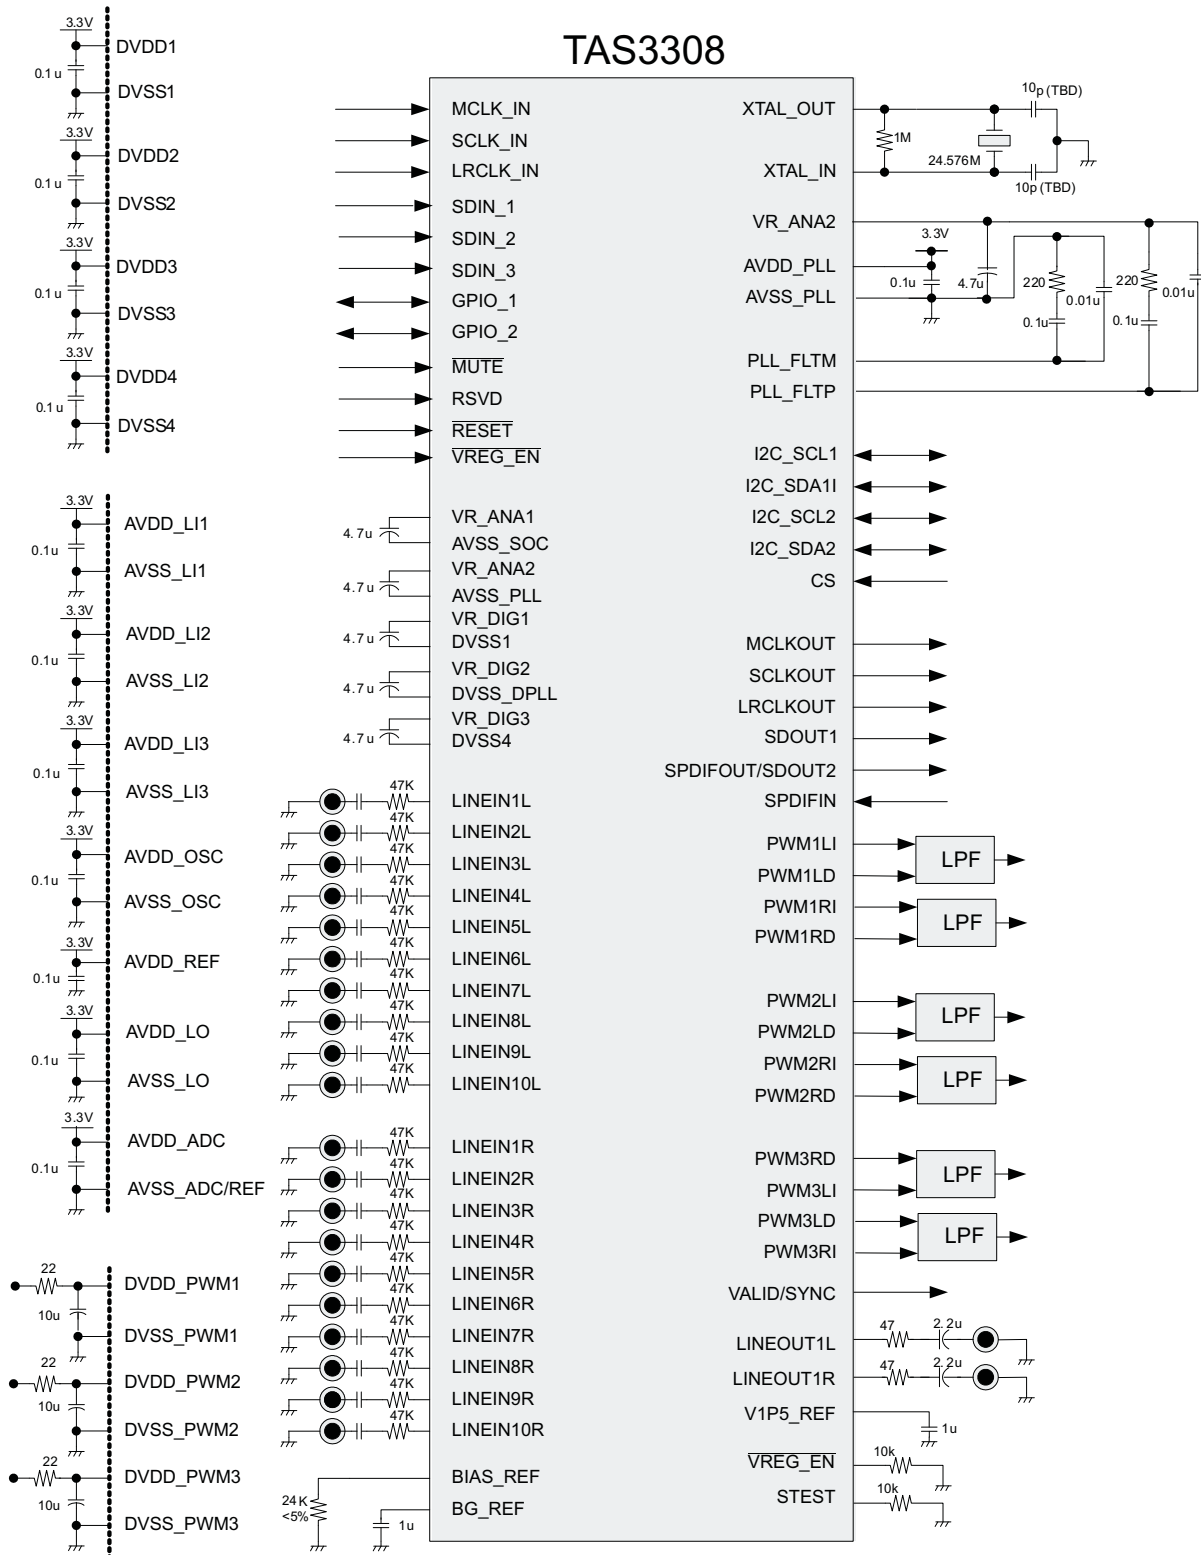 TAS3308
3.3V
DVDD1
0.1u
DVSS1
3.3V
DVDD2
0.1u
DVSS2
3.3V
DVDD3
0.1u
DVSS3
3.3V
DVDD4
0.1u
DVSS4
3.3V
AVDD_LI1
0.1u
AVSS_LI1
3.3V
AVDD_LI2
0.1u
AVSS_LI2
3.3V
AVDD_LI3
0.1u
AVSS_LI3
3.3V
AVDD_OSC
0.1u
AVSS_OSC
3.3V
AVDD_REF
0.1u
3.3V
AVDD_LO
0.1u
AVSS_LO
3.3V
AVDD_ADC
0.1u
AVSS_ADC/REF
22
DVDD_PWM1
10u
DVSS_PWM1
22
DVDD_PWM2
10u
DVSS_PWM2
22
DVDD_PWM3
10u
DVSS_PWM3
MCLK_IN
SCLK_IN
LRCLK_IN
SDIN_1
SDIN_2
SDIN_3
GPIO_1
GPIO_2
MUTE
RSVD
RESET
VREG_EN
VR_ANA1
4.7u
AVSS_SOC
VR_ANA2
4.7u
AVSS_PLL
VR_DIG1
4.7u
DVSS1
VR_DIG2
4.7u
DVSS_DPLL
VR_DIG3
4.7u
DVSS4
47K
LINEIN1L
47K
LINEIN2L
47K
LINEIN3L
47K
LINEIN4L
47K
LINEIN5L
47K
LINEIN6L
47K
LINEIN7L
47K
LINEIN8L
47K
LINEIN9L
47K
LINEIN10L
47K
LINEIN1R
47K
LINEIN2R
47K
LINEIN3R
47K
LINEIN4R
47K
LINEIN5R
47K
LINEIN6R
47K
LINEIN7R
47K
LINEIN8R
47K
LINEIN9R
47K
LINEIN10R
BIAS_REF
24K
<5%
BG_REF
1u
XTAL_OUT
10p (TBD)
1M
24.576M
XTAL_IN
10p (TBD)
VR_ANA2
3.3V
AVDD_PLL
0.1u
4.7u
220
0.01u
220
0.01u
AVSS_PLL
0.1u
0.1u
PLL_FLTM
PLL_FLTP
I2C_SCL1
I2C_SDA1I
I2C_SCL2
I2C_SDA2
CS
MCLKOUT
SCLKOUT
LRCLKOUT
SDOUT1
SPDIFOUT/SDOUT2
SPDIFIN
PWM1LI
LPF
PWM1LD
PWM1RI
LPF
PWM1RD
PWM2LI
LPF
PWM2LD
PWM2RI
LPF
PWM2RD
PWM3RD
LPF
PWM3LI
PWM3LD
LPF
PWM3RI
VALID/SYNC
47
2.2u
LINEOUT1L
47
2.2u
LINEOUT1R
V1P5_REF
1u
VREG_EN
10k
STEST
10k